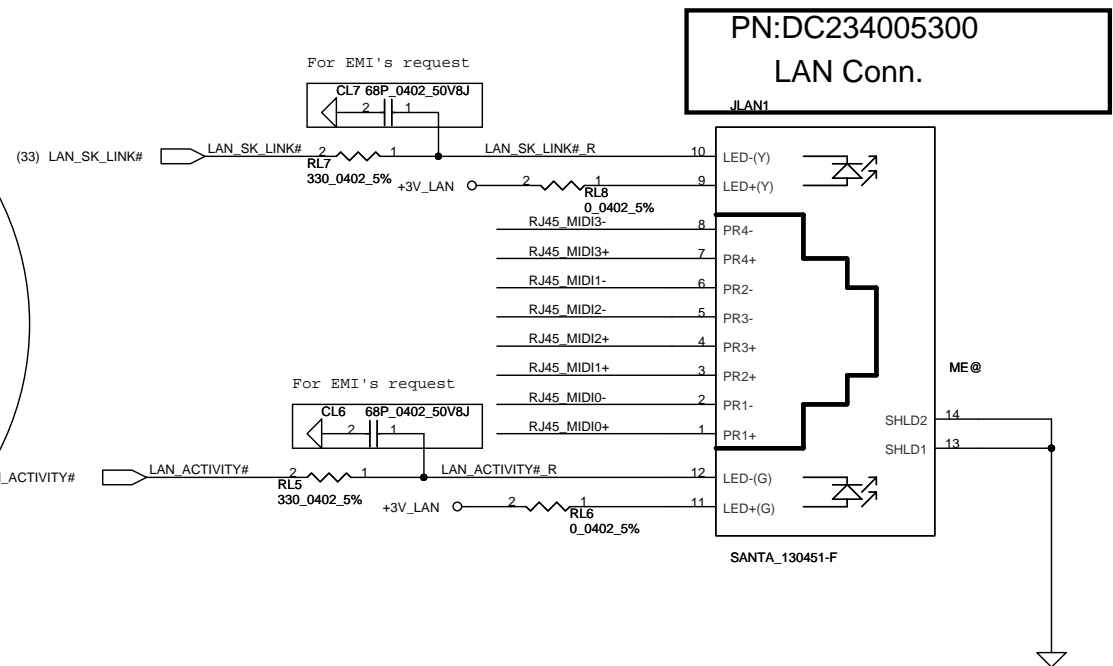 PN:DC234005300
LAN Conn.
JLAN1
For EMI's request
CL7 68P_0402_50V8J
2 1
(33) LAN_SK_LINK#
LAN_SK_LINK#
2 1
RL7
330_0402_5%
LAN_SK_LINK#_R
10 LED-(Y)
+3V_LAN
2 1
RL8
0_0402_5%
9 LED+(Y)
RJ45_MIDI3- 8 PR4-
RJ45_MIDI3+ 7 PR4+
RJ45_MIDI1- 6 PR2-
RJ45_MIDI2- 5 PR3-
RJ45_MIDI2+ 4 PR3+
RJ45_MIDI1+ 3 PR2+
RJ45_MIDI0- 2 PR1-
RJ45_MIDI0+ 1 PR1+
ME@
SHLD2 14
SHLD1 13
For EMI's request
CL6 68P_0402_50V8J
2 1
_ACTIVITY#
LAN_ACTIVITY#
2 1
RL5
330_0402_5%
LAN_ACTIVITY#_R
12 LED-(G)
+3V_LAN
2 1
RL6
0_0402_5%
11 LED+(G)
SANTA_130451-F